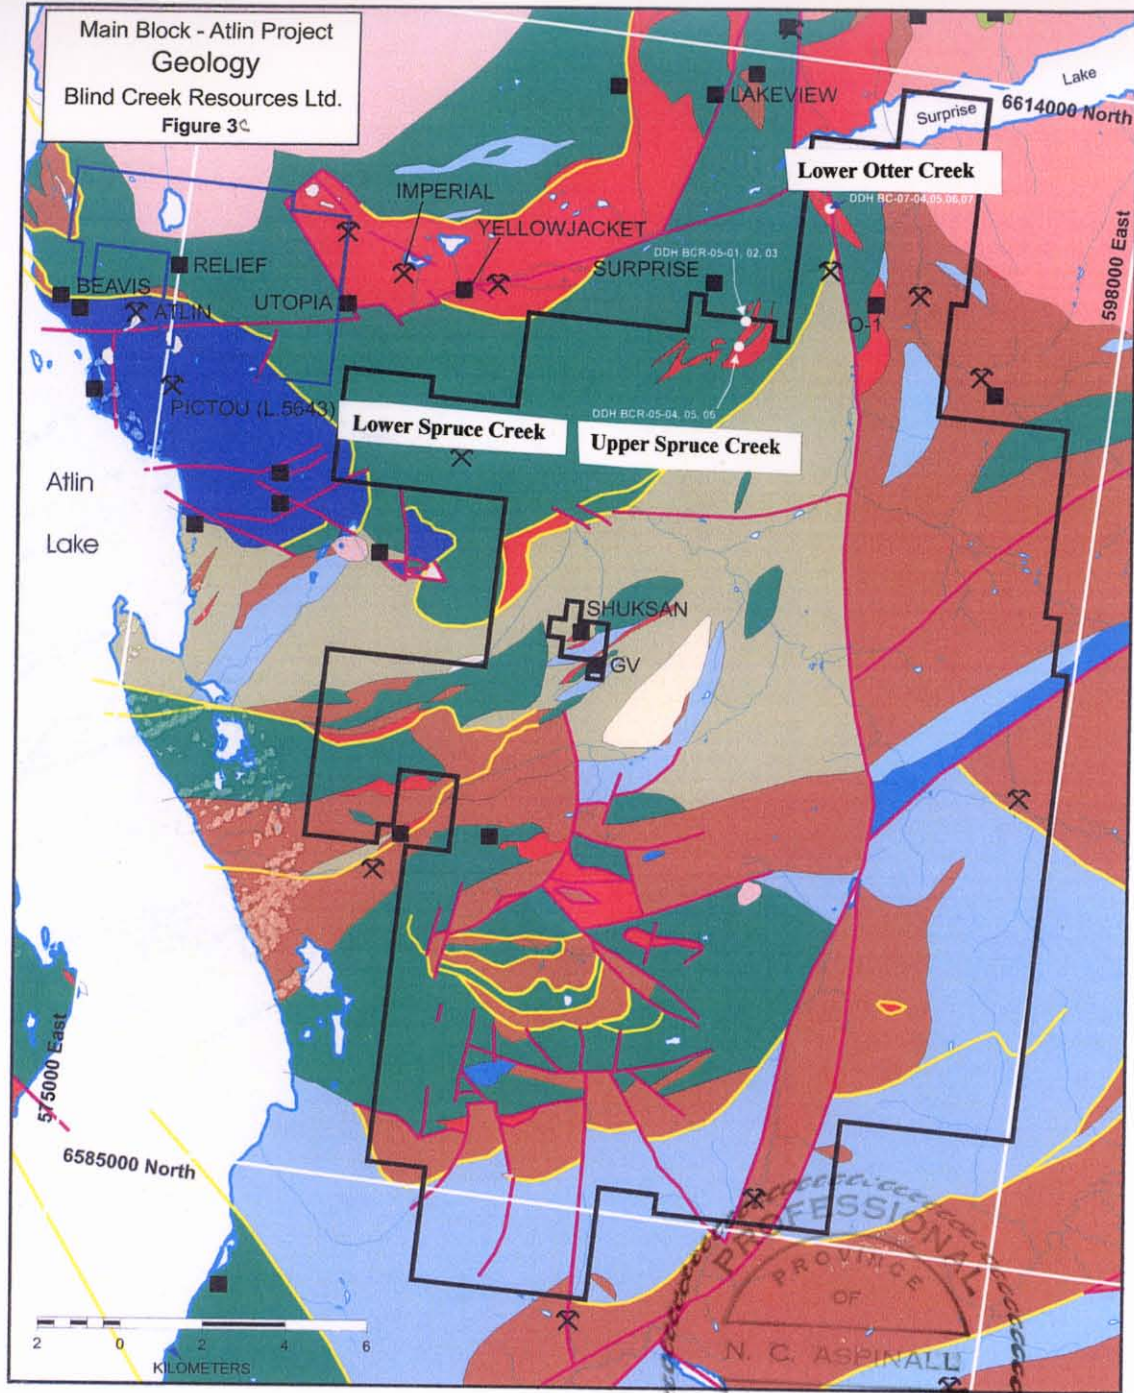 Main Block - Atlin Project
Geology
Blind Creek Resources Ltd.
Figure 3c
Lake
Surprise
6614000 North
LAKEVIEW
Lower Otter Creek
DDH BC-07-04,05,06,07
IMPERIAL
YELLOWJACKET
DDH BCR-05-01, 02, 03
SURPRISE
RELIEF
BEAVIS
ATLIN
UTOPIA
O-1
598000 East
PICTOU (L.5643)
DDH BCR-05-04, 05, 06
Lower Spruce Creek
Upper Spruce Creek
Atlin
Lake
SHUKSAN
GV
575000 East
6585000 North
PROFESSIONAL
PROVINCE
OF
N. C. ASPINALL
2 0 2 4 6
KILOMETERS